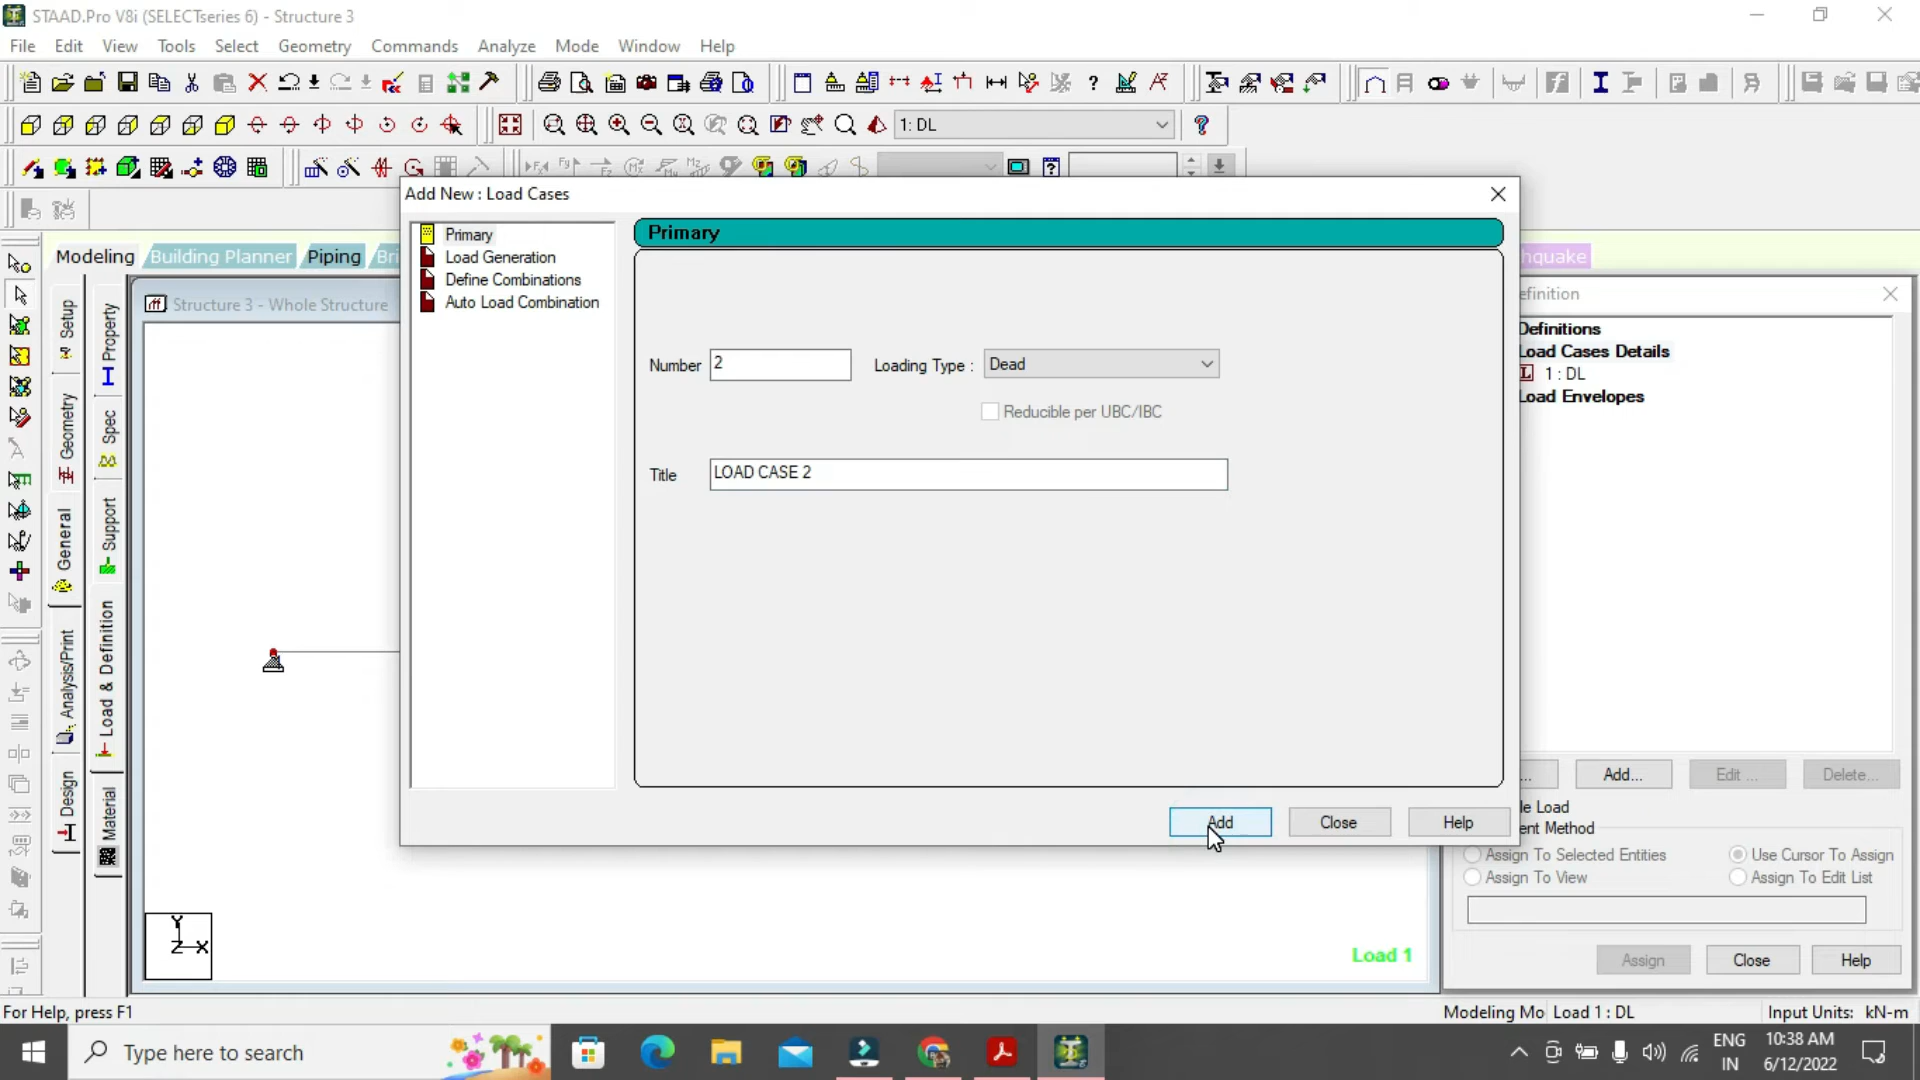 STAAD.Pro V8i (SELECTseries 6) - Structure 3
File Edit View Tools Select Geometry Commands Analyze Mode Window Help
1: DL
Add New : Load Cases
Primary
Load Generation
Define Combinations
Auto Load Combination
Primary
Number 2 Loading Type : Dead
Reducible per UBC/IBC
Title LOAD CASE 2
Add Close Help
Modeling Building Planner Piping
hquake
Structure 3 - Whole Structure
Setup
Geometry
General
Analysis/Print
Design
Property
Spec
Support
Load & Definition
Material
efinition
Definitions
Load Cases Details
L 1 : DL
Load Envelopes
... Add... Edit ... Delete...
le Load
ent Method
Assign To Selected Entities Use Cursor To Assign
Assign To View Assign To Edit List
Assign Close Help
Y
Z X
Load 1
For Help, press F1
Modeling Mo Load 1 : DL Input Units: kN-m
Type here to search
ENG
IN
10:38 AM
6/12/2022